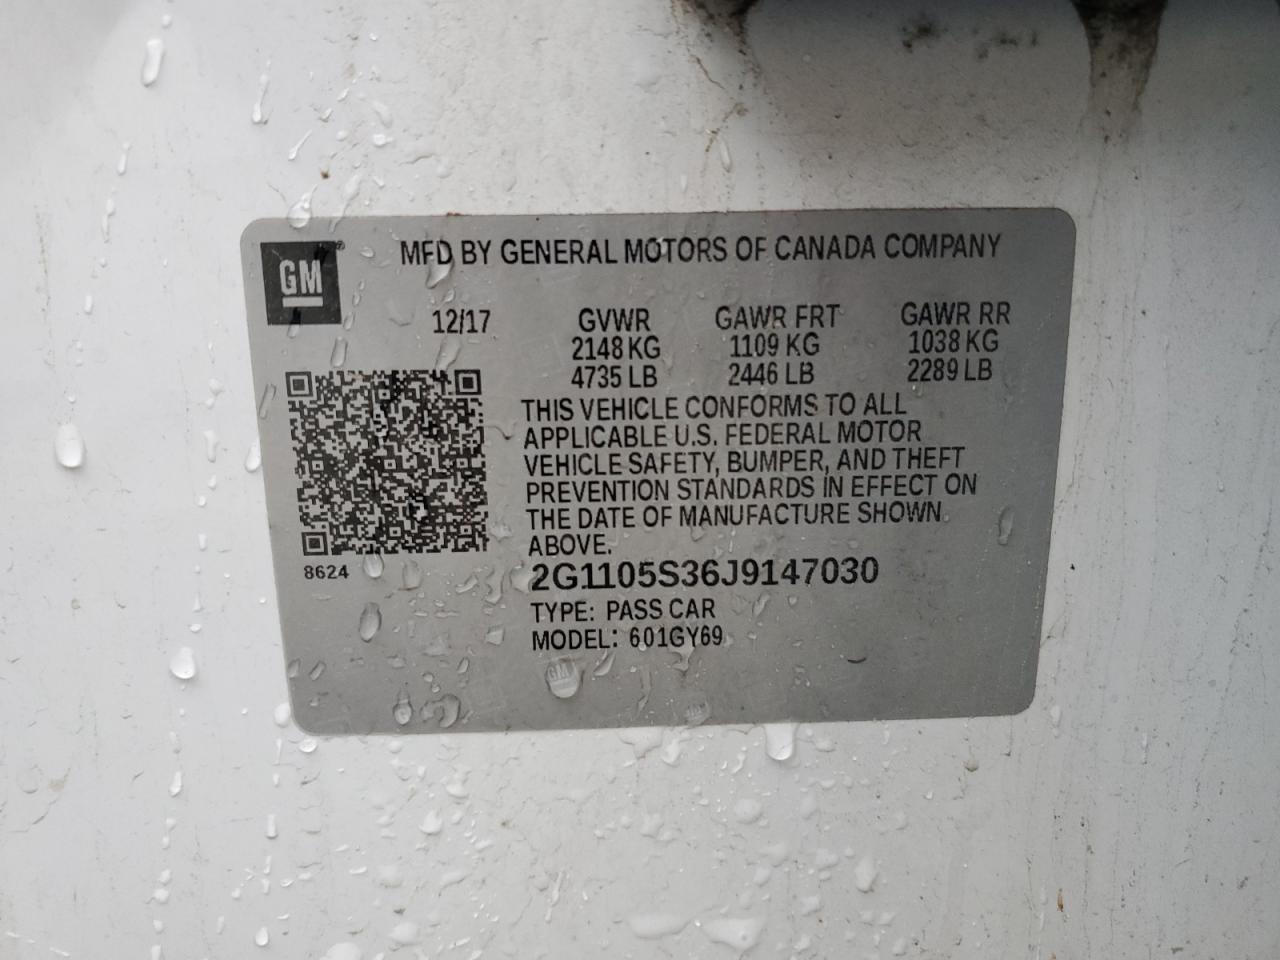 GM®
MFD BY GENERAL MOTORS OF CANADA COMPANY
12/17 GVWR GAWR FRT GAWR RR
2148 KG 1109 KG 1038 KG
4735 LB 2446 LB 2289 LB
THIS VEHICLE CONFORMS TO ALL
APPLICABLE U.S. FEDERAL MOTOR
VEHICLE SAFETY, BUMPER, AND THEFT
PREVENTION STANDARDS IN EFFECT ON
THE DATE OF MANUFACTURE SHOWN
ABOVE.
8624
2G1105S36J9147030
TYPE: PASS CAR
MODEL: 601GY69
GM